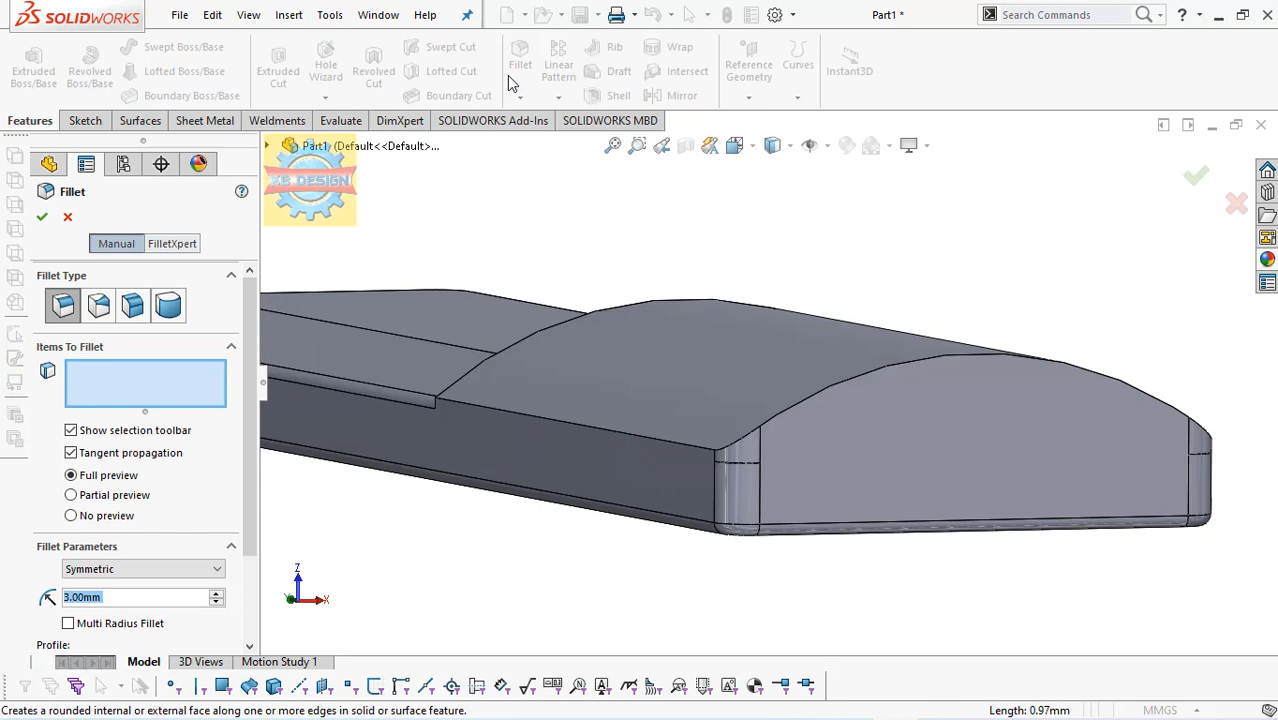 SOLIDWORKS File Edit View Insert Tools Window Help Part1 * Search Commands ?
Extruded Boss/Base Revolved Boss/Base Swept Boss/Base Lofted Boss/Base Boundary Boss/Base Extruded Cut Hole Wizard Revolved Cut Swept Cut Lofted Cut Boundary Cut Fillet Linear Pattern Rib Draft Shell Wrap Intersect Mirror Reference Geometry Curves Instant3D
Features Sketch Surfaces Sheet Metal Weldments Evaluate DimXpert SOLIDWORKS Add-Ins SOLIDWORKS MBD
Part1 (Default<<Default>...
KB DESIGN
Fillet
Manual FilletXpert
Fillet Type
Items To Fillet
Show selection toolbar
Tangent propagation
Full preview
Partial preview
No preview
Fillet Parameters
Symmetric
3.00mm
Multi Radius Fillet
Profile:
Z
Y X
Model 3D Views Motion Study 1
Creates a rounded internal or external face along one or more edges in solid or surface feature. Length: 0.97mm MMGS